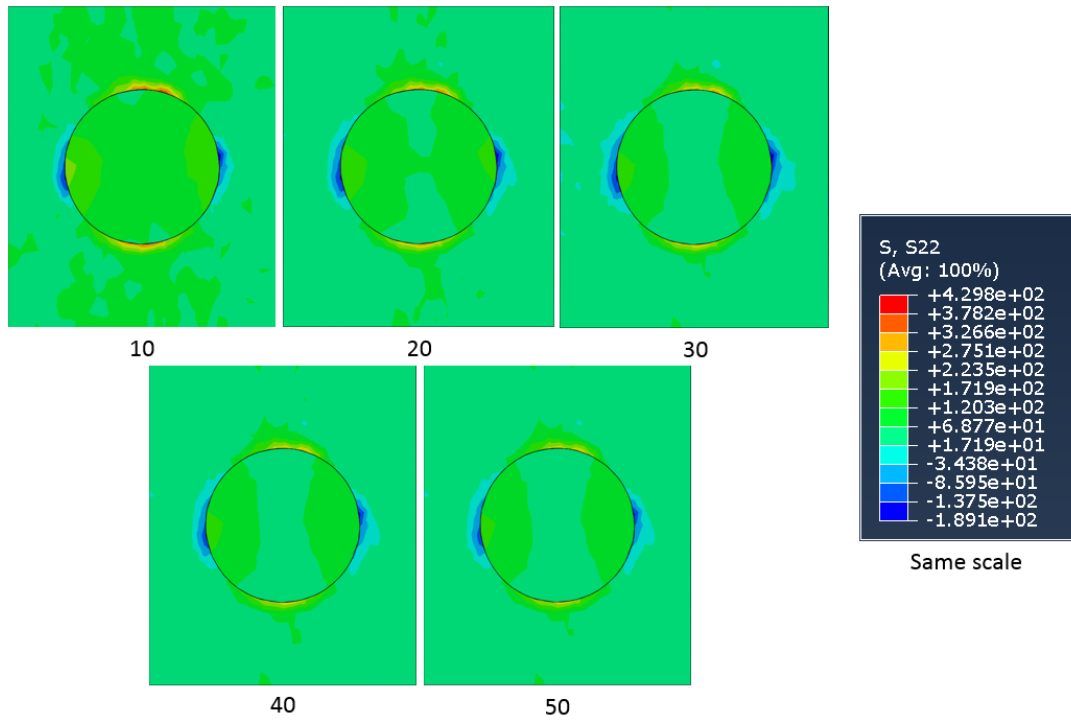 10
20
30
40
50
S, S22
(Avg: 100%)
+4.298e+02
+3.782e+02
+3.266e+02
+2.751e+02
+2.235e+02
+1.719e+02
+1.203e+02
+6.877e+01
+1.719e+01
-3.438e+01
-8.595e+01
-1.375e+02
-1.891e+02
Same scale